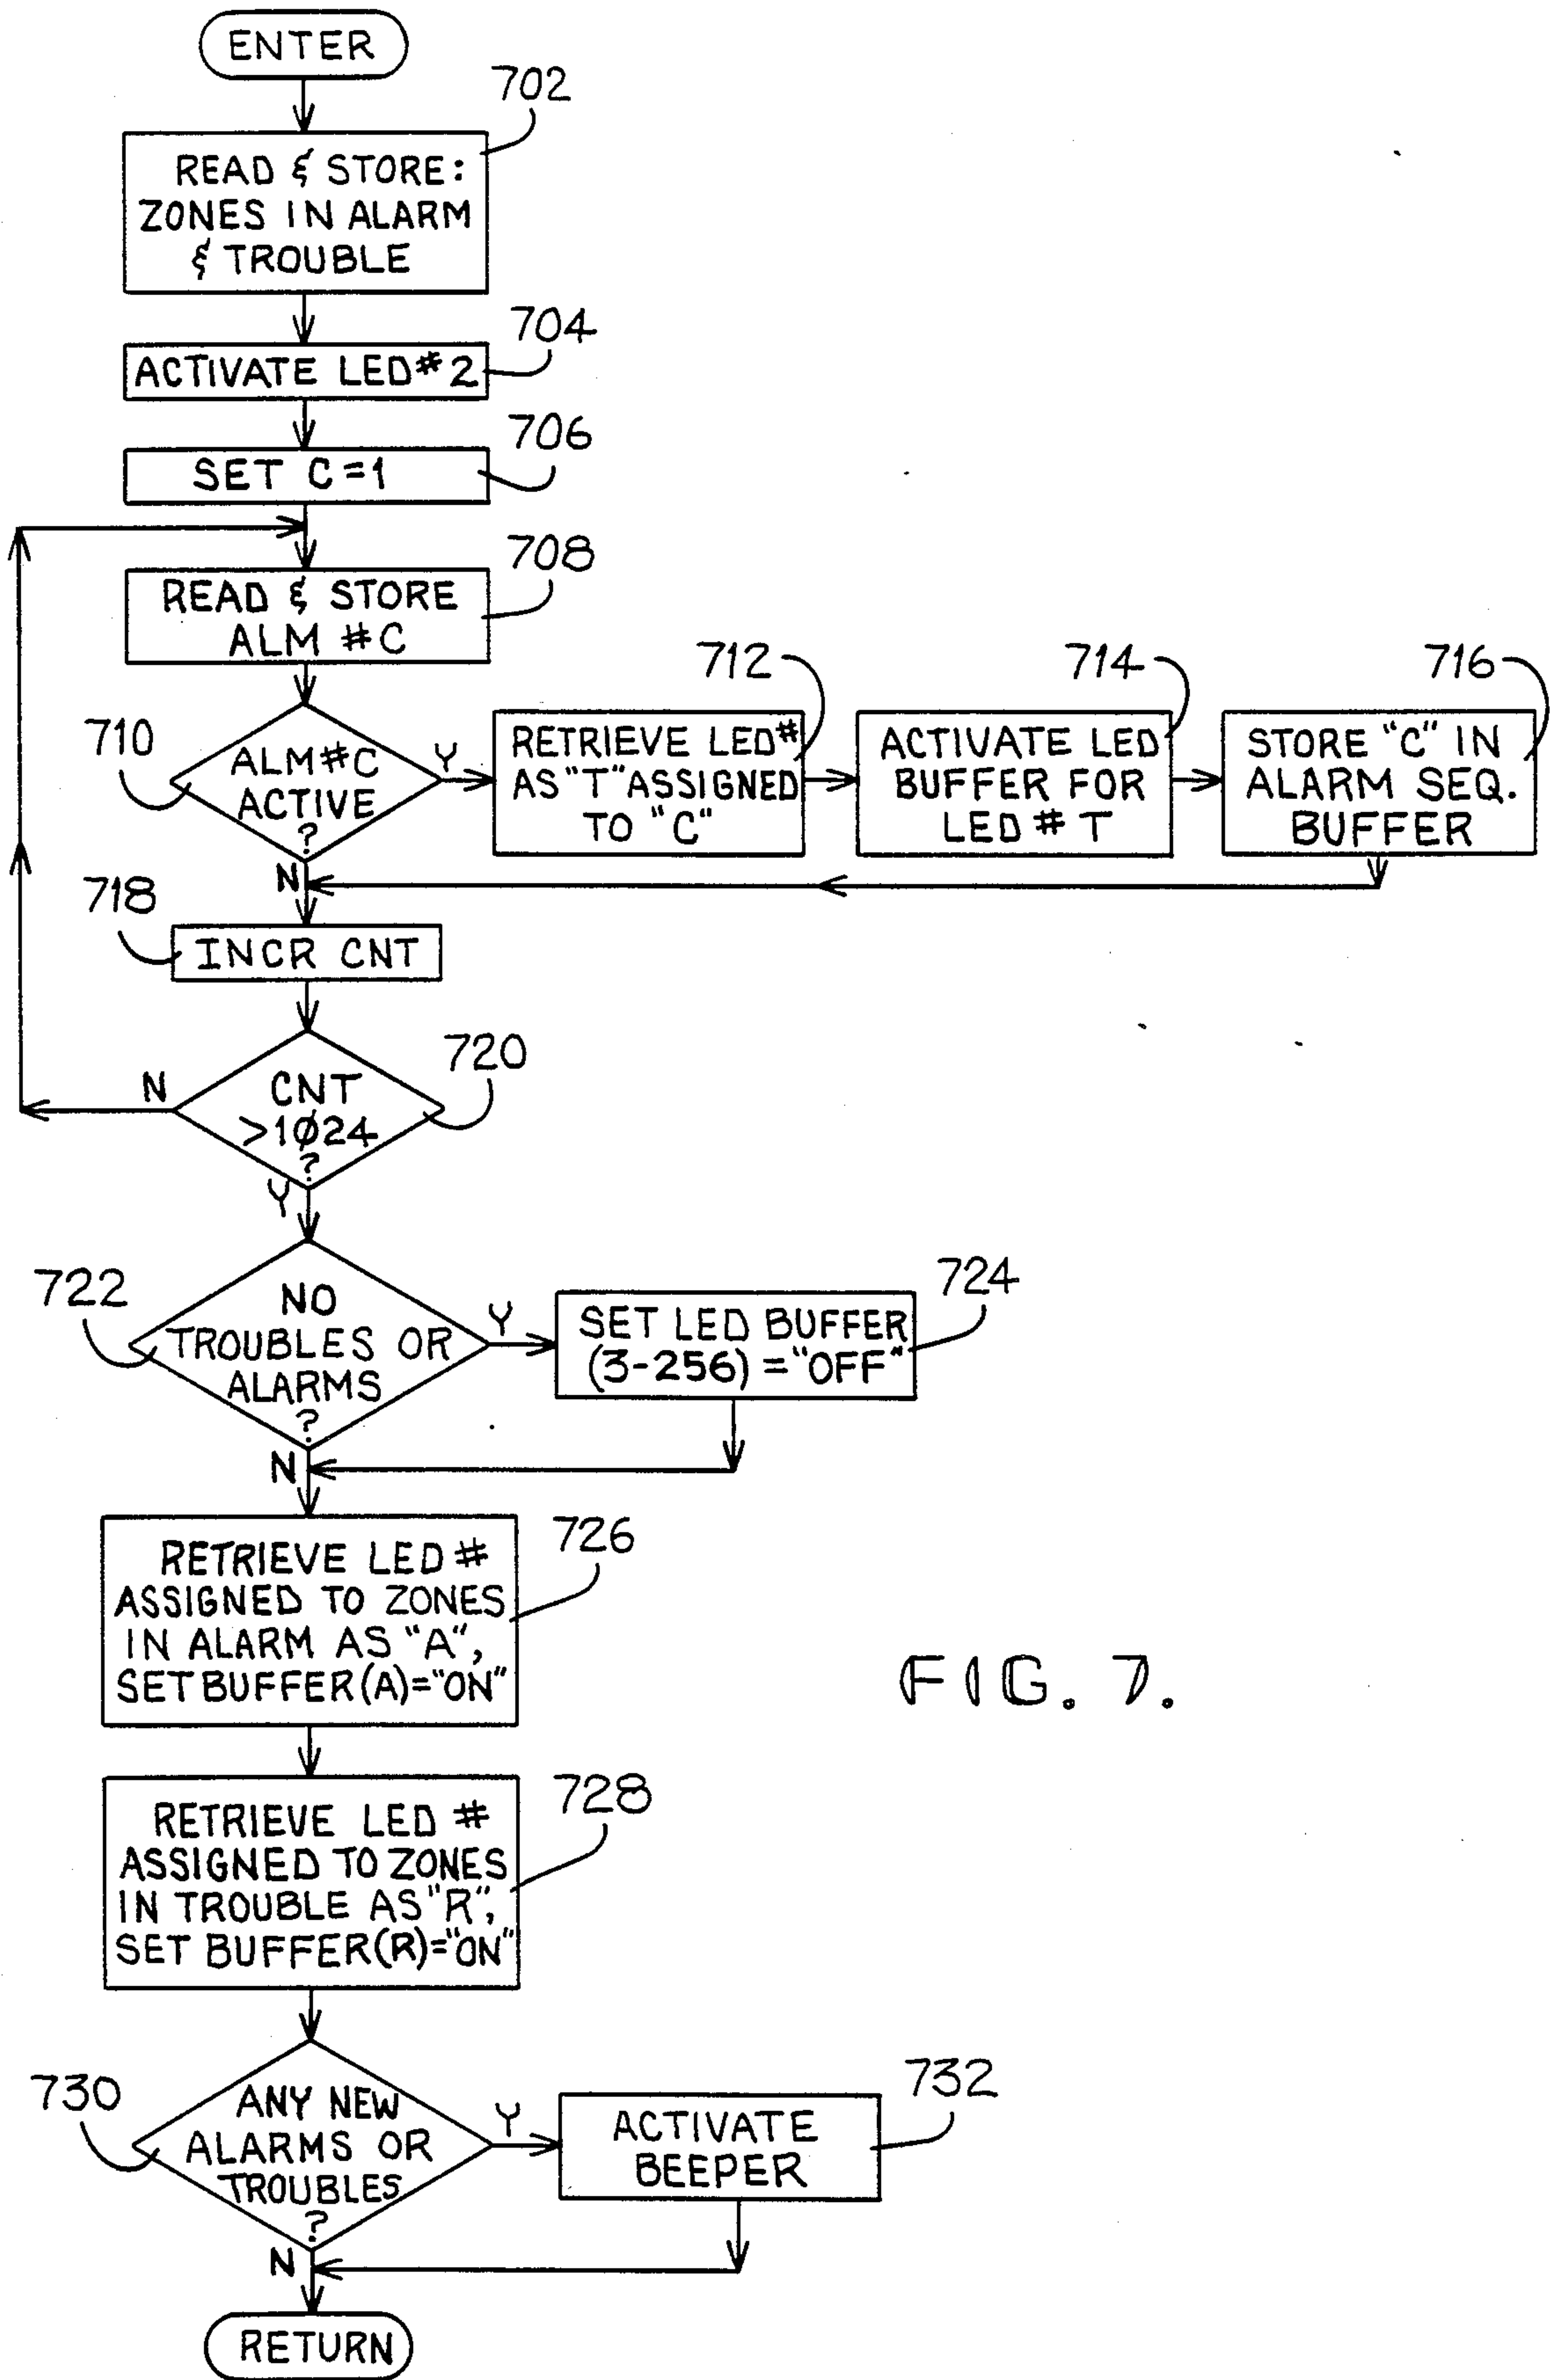 ENTER
702
READ & STORE:
ZONES IN ALARM
& TROUBLE
704
ACTIVATE LED#2
706
SET C=1
708
READ & STORE
ALM #C
710
ALM#C
ACTIVE
?
Y
712
RETRIEVE LED#
AS "T" ASSIGNED
TO "C"
714
ACTIVATE LED
BUFFER FOR
LED # T
716
STORE "C" IN
ALARM SEQ.
BUFFER
N
718
INCR CNT
720
CNT
>1Ø24
?
N
Y
722
NO
TROUBLES OR
ALARMS
?
Y
724
SET LED BUFFER
(3-256)="OFF"
N
726
RETRIEVE LED #
ASSIGNED TO ZONES
IN ALARM AS "A",
SET BUFFER(A)="ON"
728
RETRIEVE LED #
ASSIGNED TO ZONES
IN TROUBLE AS "R",
SET BUFFER(R)="ON"
FIG. 7.
730
ANY NEW
ALARMS OR
TROUBLES
?
Y
732
ACTIVATE
BEEPER
N
RETURN